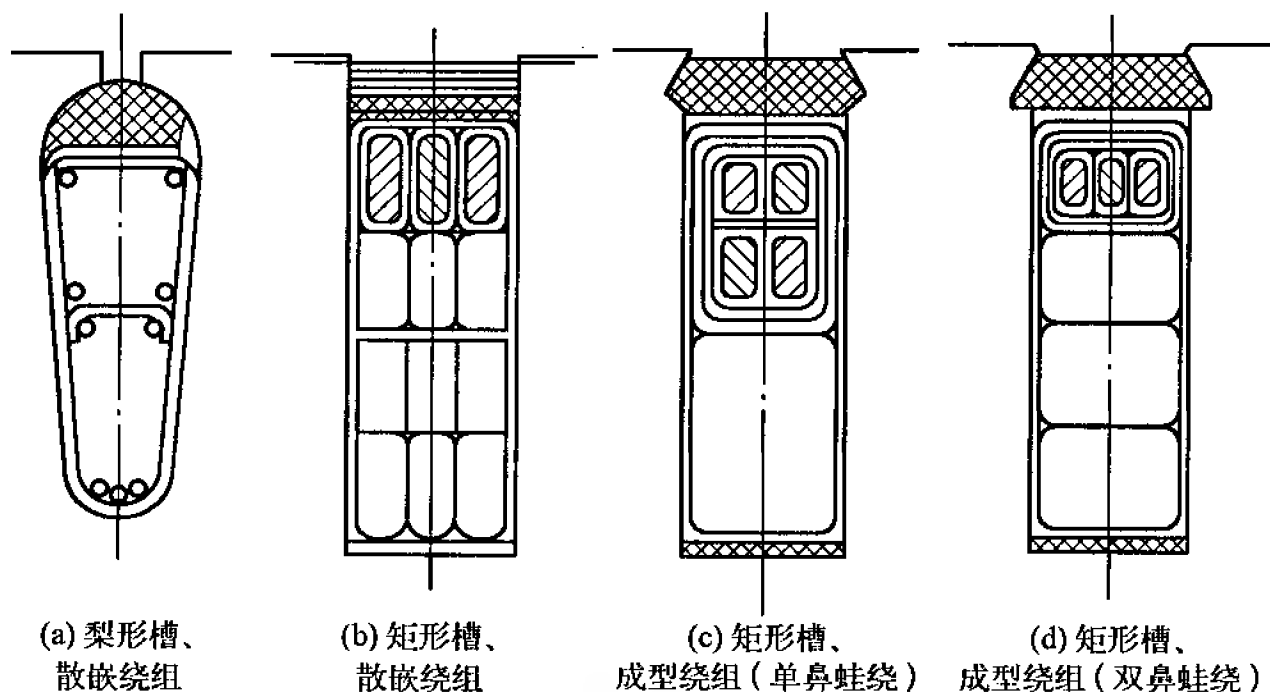 (a) 梨形槽、
散嵌绕组
(b) 矩形槽、
散嵌绕组
(c) 矩形槽、
成型绕组（单鼻蛙绕）
(d) 矩形槽、
成型绕组（双鼻蛙绕）